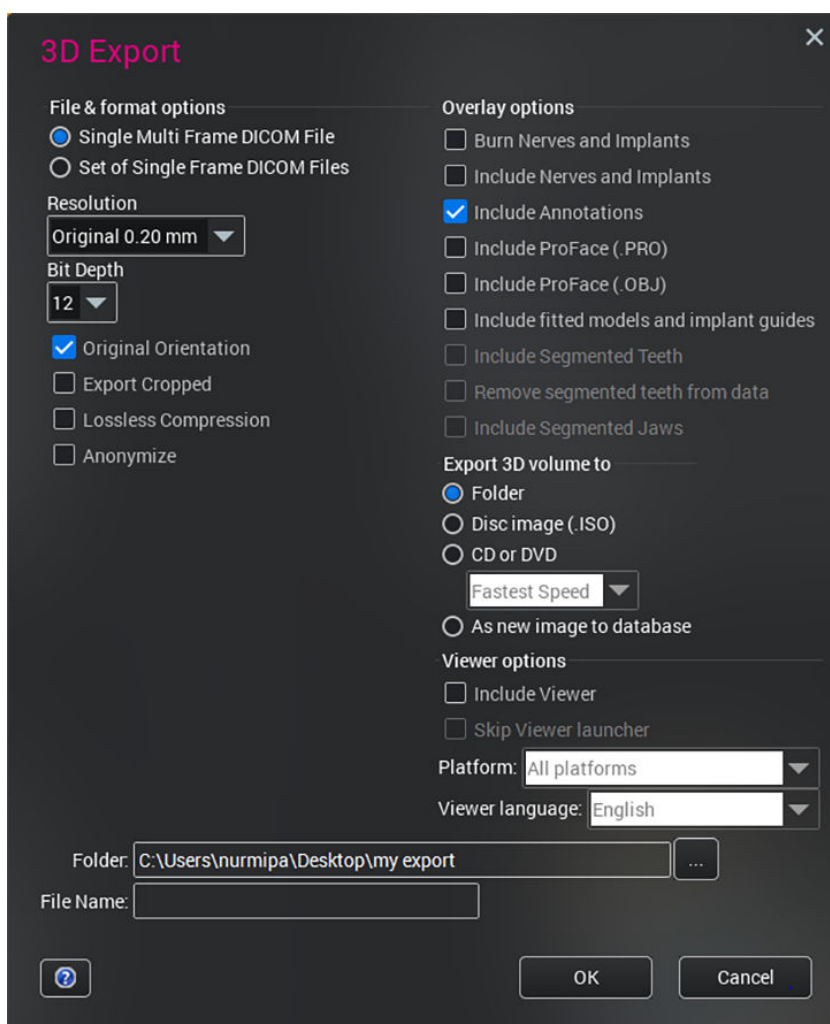 3D Export
File & format options
Single Multi Frame DICOM File
Set of Single Frame DICOM Files
Resolution
Original 0.20 mm
Bit Depth
12
Original Orientation
Export Cropped
Lossless Compression
Anonymize
Overlay options
Burn Nerves and Implants
Include Nerves and Implants
Include Annotations
Include ProFace (.PRO)
Include ProFace (.OBJ)
Include fitted models and implant guides
Include Segmented Teeth
Remove segmented teeth from data
Include Segmented Jaws
Export 3D volume to
Folder
Disc image (.ISO)
CD or DVD
Fastest Speed
As new image to database
Viewer options
Include Viewer
Skip Viewer launcher
Platform: All platforms
Viewer language: English
Folder: C:\Users\nurmipa\Desktop\my export ...
File Name:
? OK Cancel